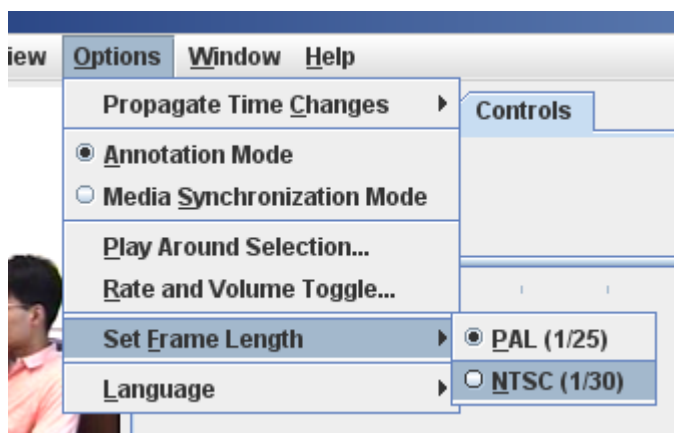 iew Options Window Help
Propagate Time Changes
Controls
Annotation Mode
Media Synchronization Mode
Play Around Selection...
Rate and Volume Toggle...
Set Frame Length
PAL (1/25)
NTSC (1/30)
Language